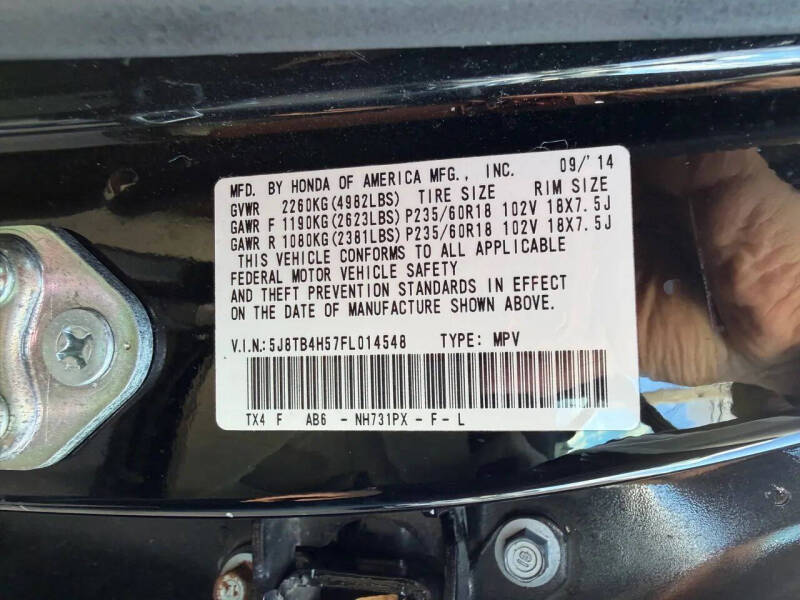 MFD. BY HONDA OF AMERICA MFG., INC. 09/'14
GVWR 2260KG(4982LBS) TIRE SIZE RIM SIZE
GAWR F 1190KG(2623LBS) P235/60R18 102V 18X7.5J
GAWR R 1080KG(2381LBS) P235/60R18 102V 18X7.5J
THIS VEHICLE CONFORMS TO ALL APPLICABLE
FEDERAL MOTOR VEHICLE SAFETY
AND THEFT PREVENTION STANDARDS IN EFFECT
ON THE DATE OF MANUFACTURE SHOWN ABOVE.
V.I.N.:5J8TB4H57FL014548 TYPE: MPV
TX4 F AB6 - NH731PX - F - L